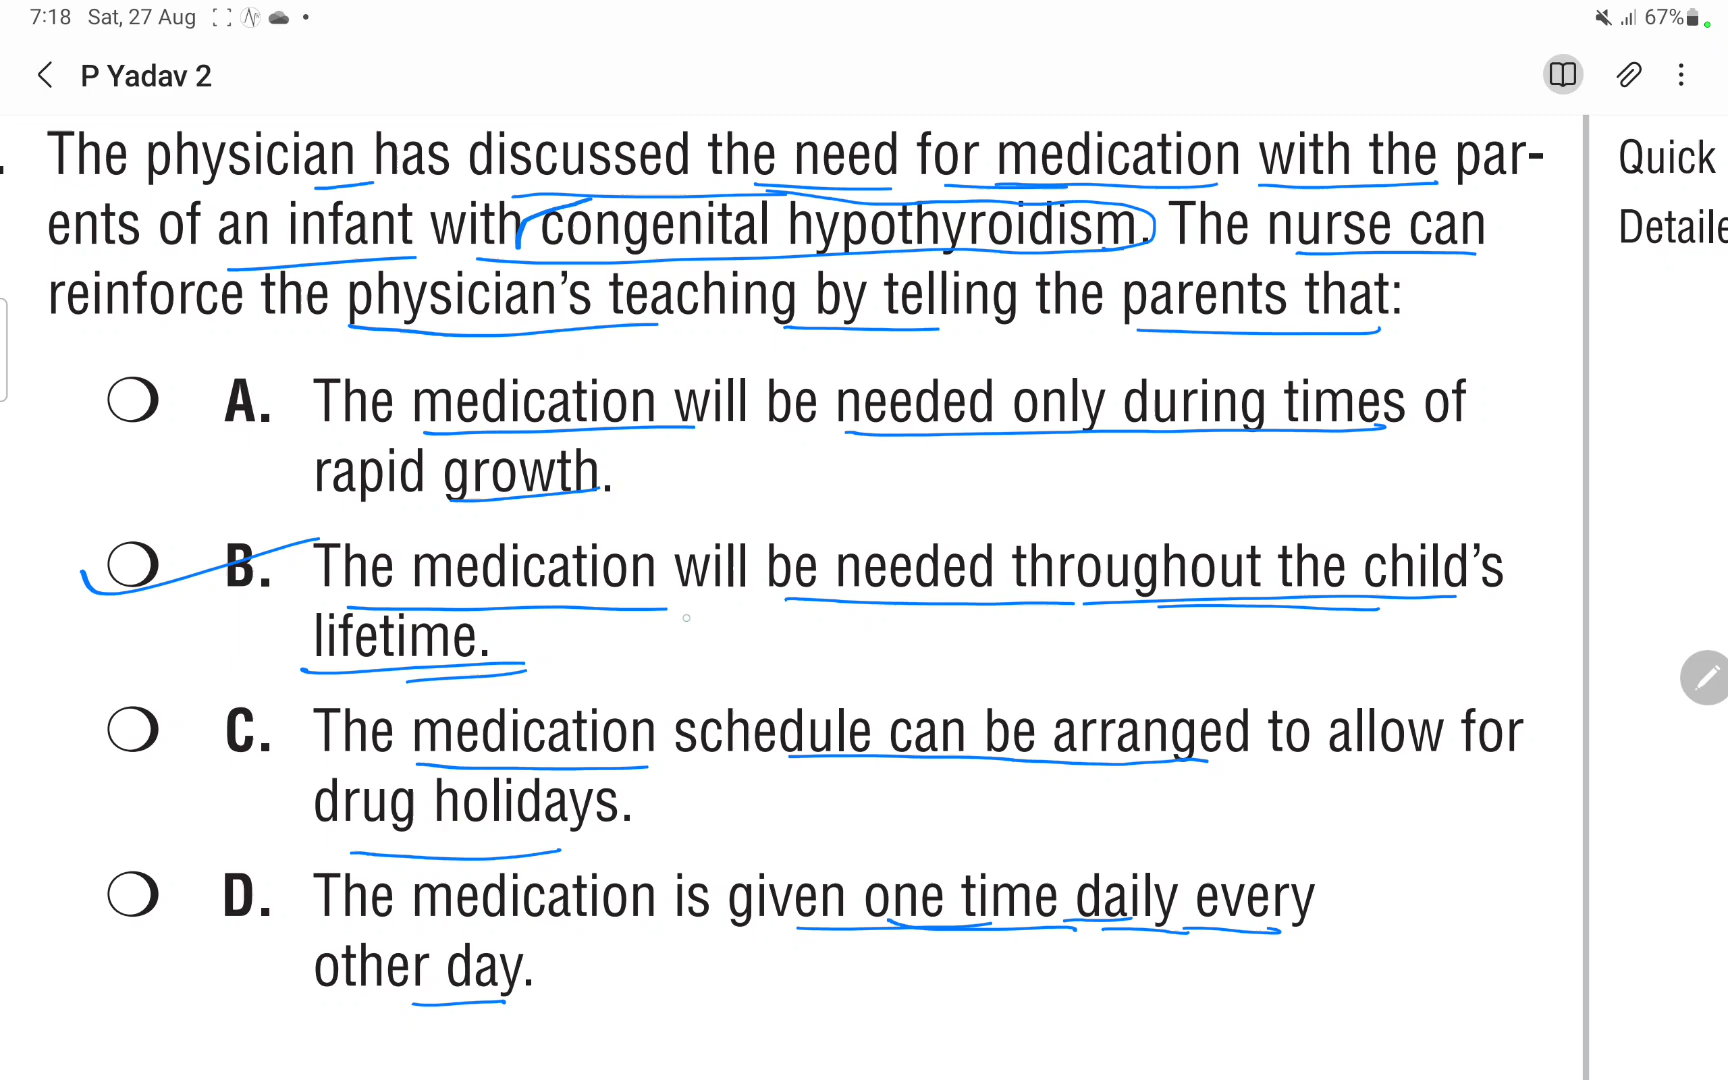 7:18 Sat, 27 Aug
67%
P Yadav 2
. The physician has discussed the need for medication with the par-
ents of an infant with congenital hypothyroidism. The nurse can
reinforce the physician's teaching by telling the parents that:
A. The medication will be needed only during times of
rapid growth.
B. The medication will be needed throughout the child's
lifetime.
C. The medication schedule can be arranged to allow for
drug holidays.
D. The medication is given one time daily every
other day.
Quick
Detaile